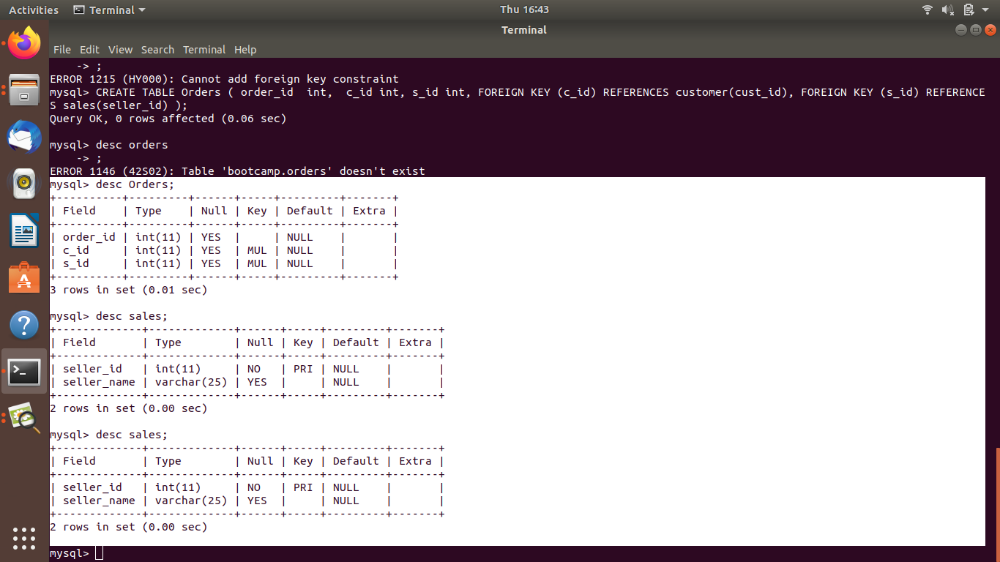 Activities Terminal Thu 16:43
Terminal
File Edit View Search Terminal Help
    -> ;
ERROR 1215 (HY000): Cannot add foreign key constraint
mysql> CREATE TABLE Orders ( order_id  int,  c_id int, s_id int, FOREIGN KEY (c_id) REFERENCES customer(cust_id), FOREIGN KEY (s_id) REFERENCE
S sales(seller_id) );
Query OK, 0 rows affected (0.06 sec)

mysql> desc orders
    -> ;
ERROR 1146 (42S02): Table 'bootcamp.orders' doesn't exist
mysql> desc Orders;
+----------+---------+------+-----+---------+-------+
| Field    | Type    | Null | Key | Default | Extra |
+----------+---------+------+-----+---------+-------+
| order_id | int(11) | YES  |     | NULL    |       |
| c_id     | int(11) | YES  | MUL | NULL    |       |
| s_id     | int(11) | YES  | MUL | NULL    |       |
+----------+---------+------+-----+---------+-------+
3 rows in set (0.01 sec)

mysql> desc sales;
+-------------+-------------+------+-----+---------+-------+
| Field       | Type        | Null | Key | Default | Extra |
+-------------+-------------+------+-----+---------+-------+
| seller_id   | int(11)     | NO   | PRI | NULL    |       |
| seller_name | varchar(25) | YES  |     | NULL    |       |
+-------------+-------------+------+-----+---------+-------+
2 rows in set (0.00 sec)

mysql> desc sales;
+-------------+-------------+------+-----+---------+-------+
| Field       | Type        | Null | Key | Default | Extra |
+-------------+-------------+------+-----+---------+-------+
| seller_id   | int(11)     | NO   | PRI | NULL    |       |
| seller_name | varchar(25) | YES  |     | NULL    |       |
+-------------+-------------+------+-----+---------+-------+
2 rows in set (0.00 sec)

mysql>